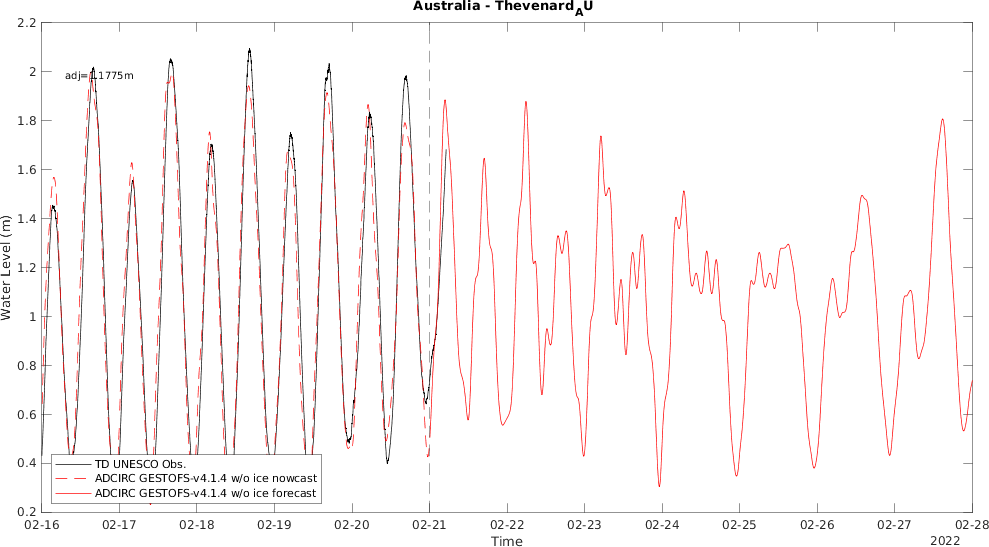 Australia - Thevenard_AU
2.2
2
1.8
1.6
1.4
1.2
1
0.8
0.6
0.4
0.2
Water Level (m)
adj=1.1775m
TD UNESCO Obs.
ADCIRC GESTOFS-v4.1.4 w/o ice nowcast
ADCIRC GESTOFS-v4.1.4 w/o ice forecast
02-16 02-17 02-18 02-19 02-20 02-21 02-22 02-23 02-24 02-25 02-26 02-27 02-28
Time
2022